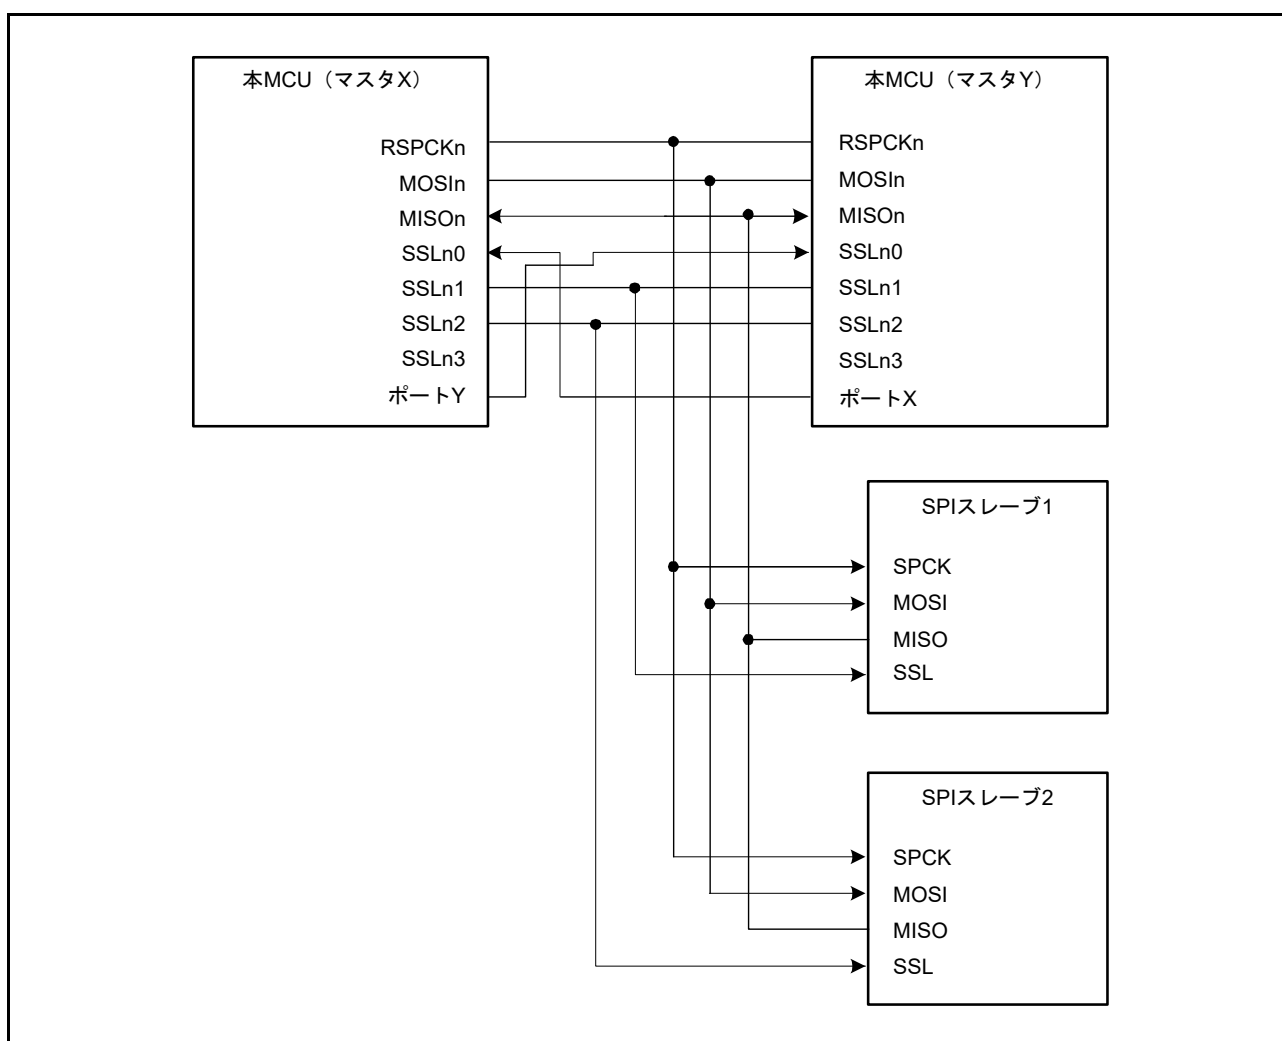 本MCU（マスタX）
RSPCKn
MOSIn
MISOn
SSLn0
SSLn1
SSLn2
SSLn3
ポートY
本MCU（マスタY）
RSPCKn
MOSIn
MISOn
SSLn0
SSLn1
SSLn2
SSLn3
ポートX
SPIスレーブ1
SPCK
MOSI
MISO
SSL
SPIスレーブ2
SPCK
MOSI
MISO
SSL